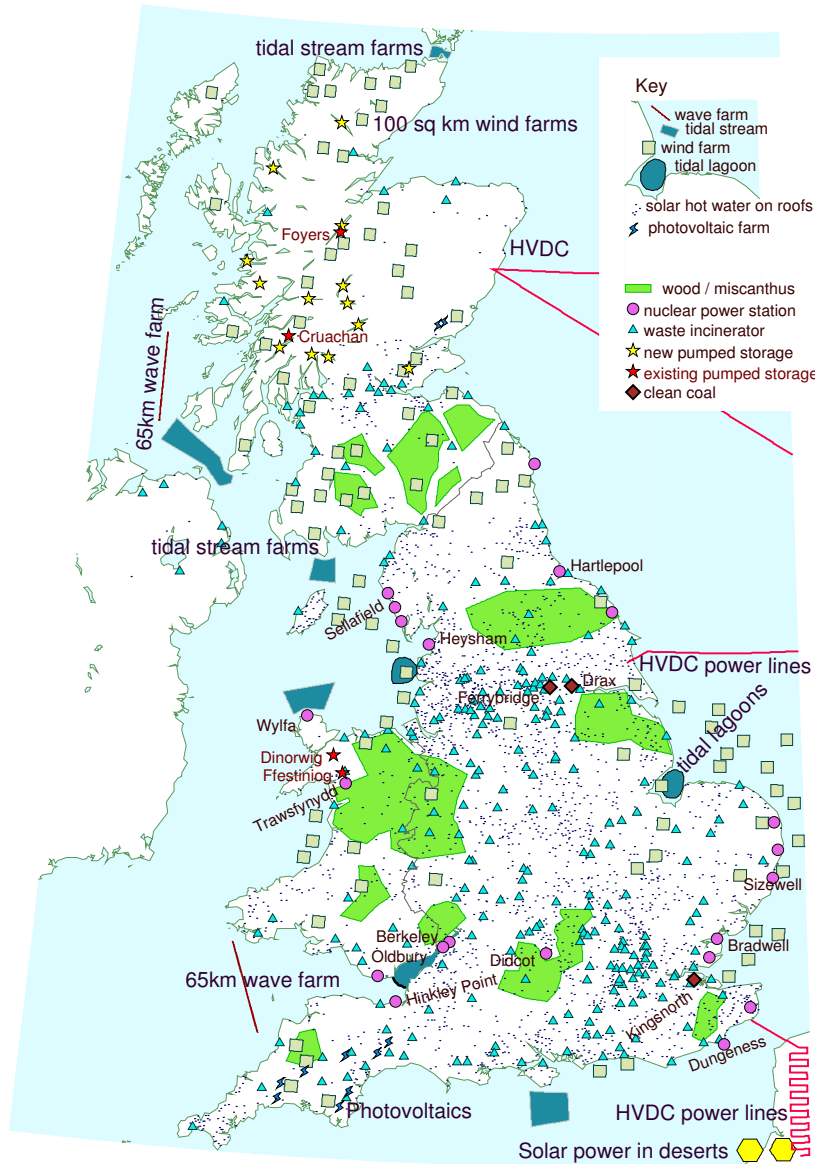 tidal stream farms
100 sq km wind farms
Key
wave farm
tidal stream
wind farm
tidal lagoon
solar hot water on roofs
photovoltaic farm
wood / miscanthus
nuclear power station
waste incinerator
new pumped storage
existing pumped storage
clean coal
Foyers
HVDC
Cruachan
65km wave farm
tidal stream farms
Hartlepool
Sellafield
Heysham
HVDC power lines
Drax
Ferrybridge
tidal lagoons
Wylfa
Dinorwig
Ffestiniog
Trawsfynydd
Sizewell
Berkeley
Oldbury
Didcot
Bradwell
65km wave farm
Hinkley Point
Kingsnorth
Dungeness
Photovoltaics
HVDC power lines
Solar power in deserts